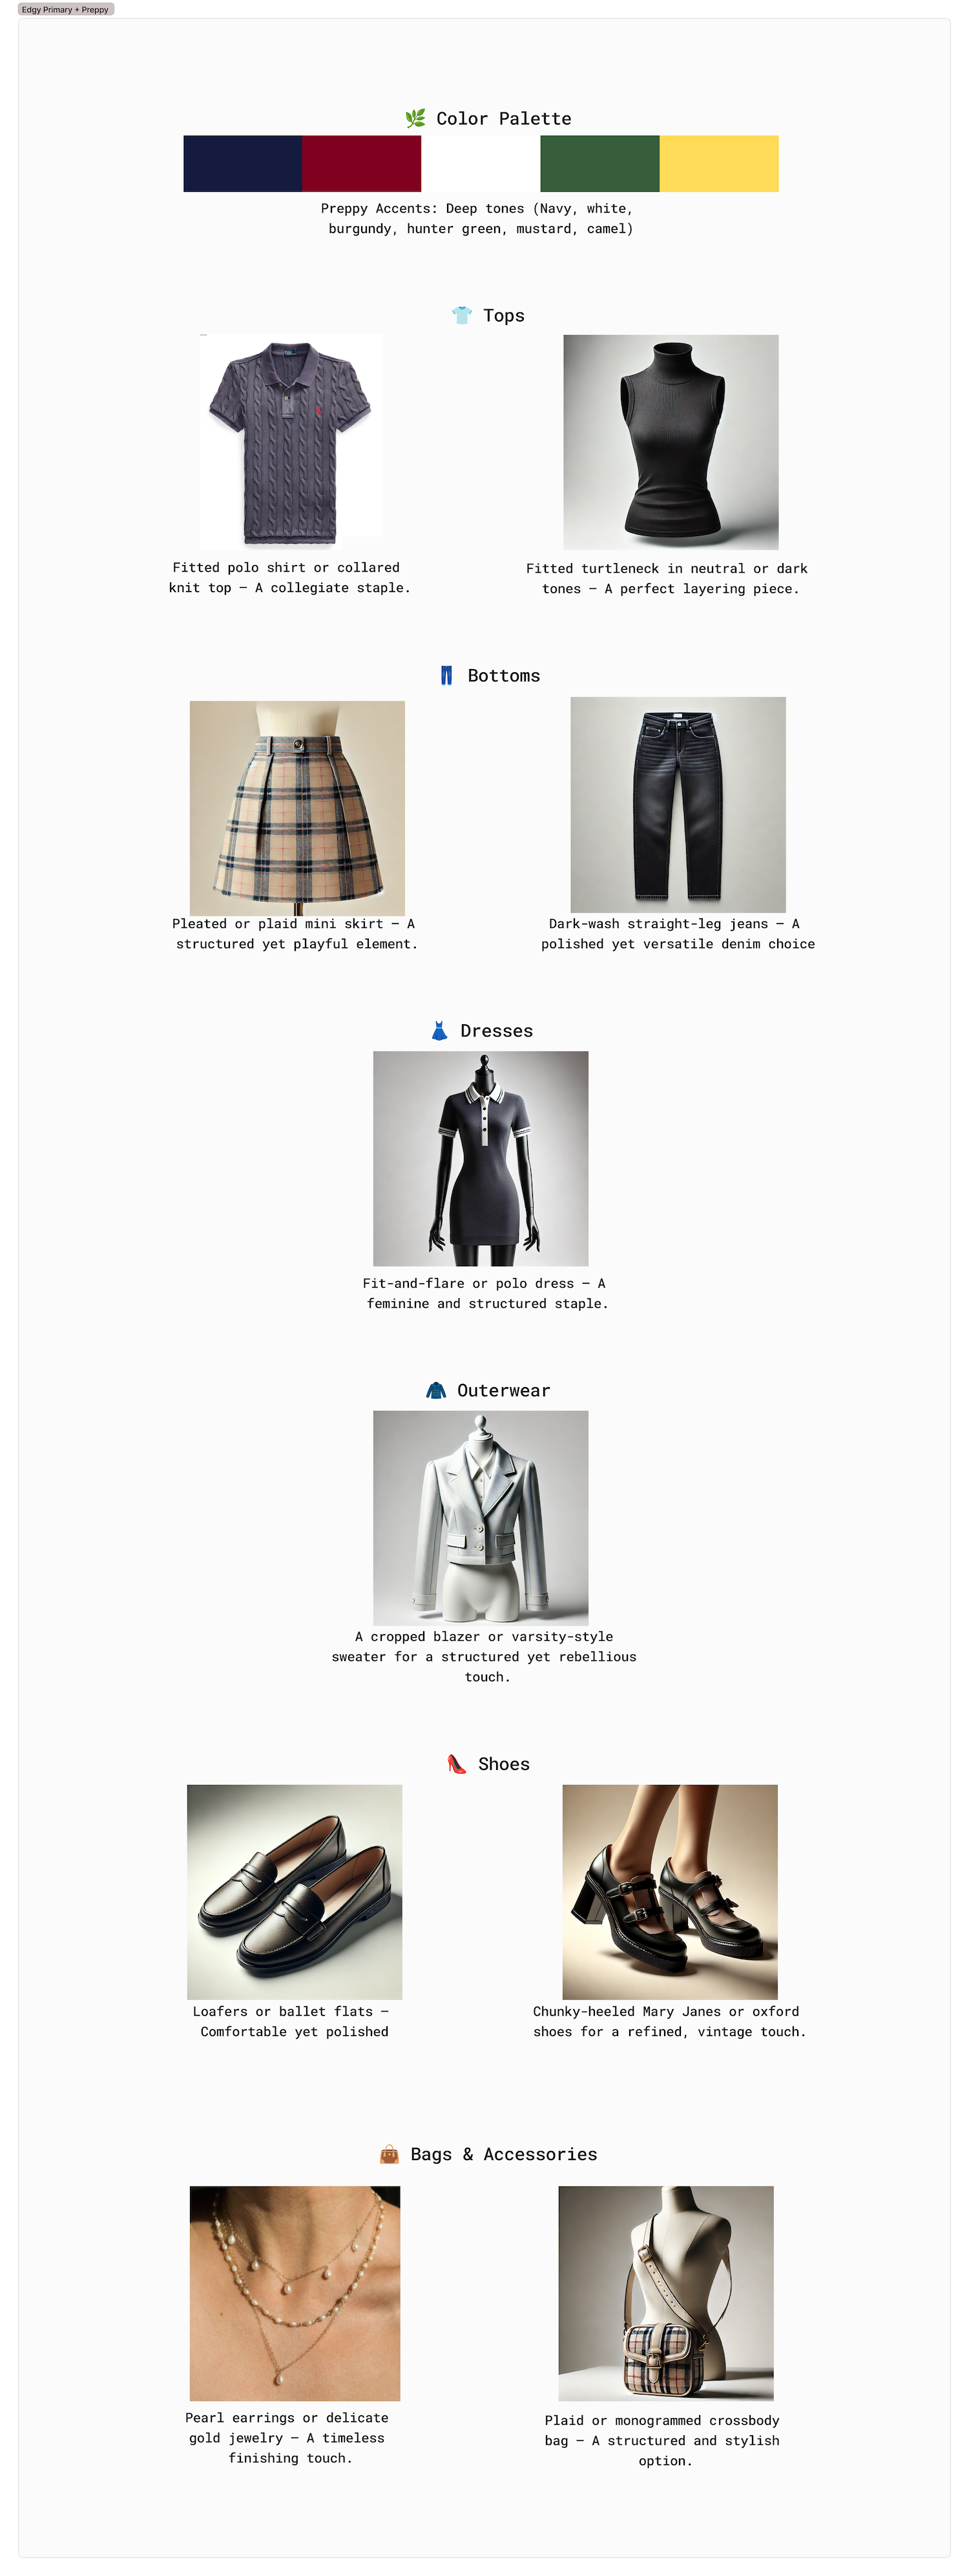 Edgy Primary + Preppy
🌿 Color Palette
Preppy Accents: Deep tones (Navy, white,
burgundy, hunter green, mustard, camel)
👕 Tops
Fitted polo shirt or collared
knit top – A collegiate staple.
Fitted turtleneck in neutral or dark
tones – A perfect layering piece.
👖 Bottoms
Pleated or plaid mini skirt – A
structured yet playful element.
Dark-wash straight-leg jeans – A
polished yet versatile denim choice
👗 Dresses
Fit-and-flare or polo dress – A
feminine and structured staple.
🧥 Outerwear
A cropped blazer or varsity-style
sweater for a structured yet rebellious
touch.
👠 Shoes
Loafers or ballet flats –
Comfortable yet polished
Chunky-heeled Mary Janes or oxford
shoes for a refined, vintage touch.
👜 Bags & Accessories
Pearl earrings or delicate
gold jewelry – A timeless
finishing touch.
Plaid or monogrammed crossbody
bag – A structured and stylish
option.